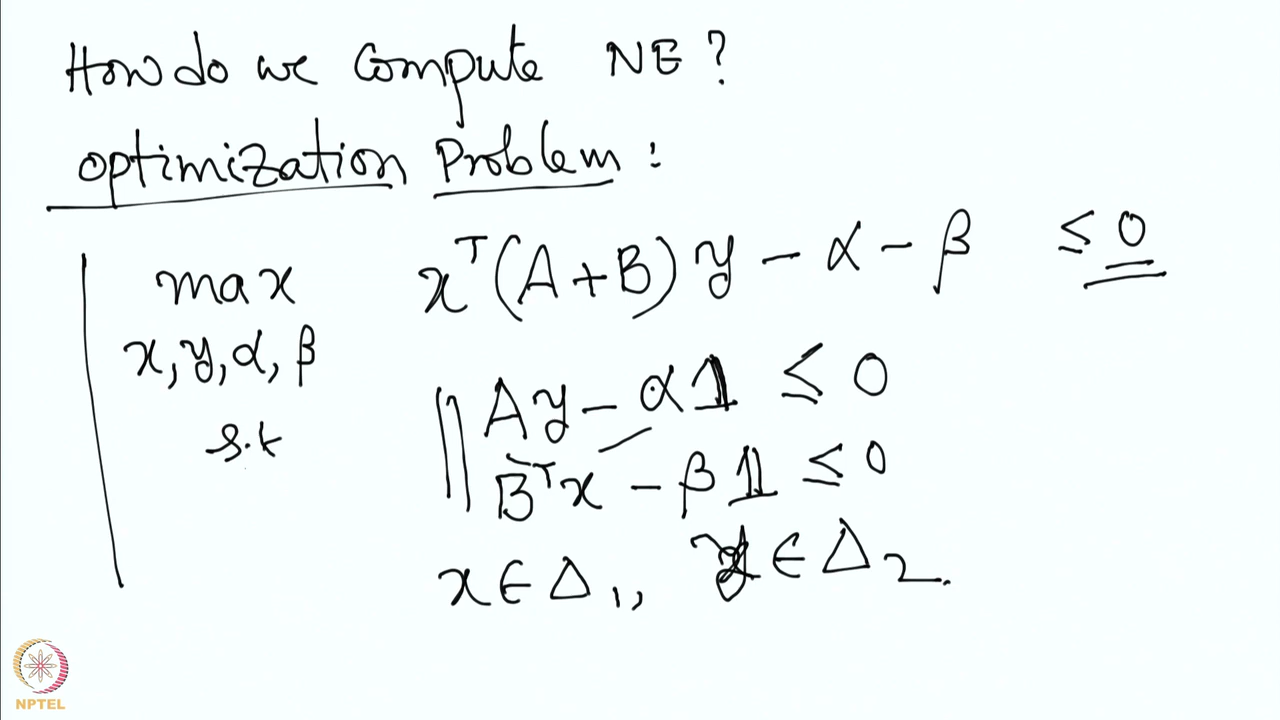 How do we compute NE?
Optimization Problem:
max x^T(A+B)y - α - β ≤ 0
x, y, α, β
s.t Ay - α𝟙 ≤ 0
B^T x - β𝟙 ≤ 0
x ∈ Δ₁, y ∈ Δ₂.
NPTEL